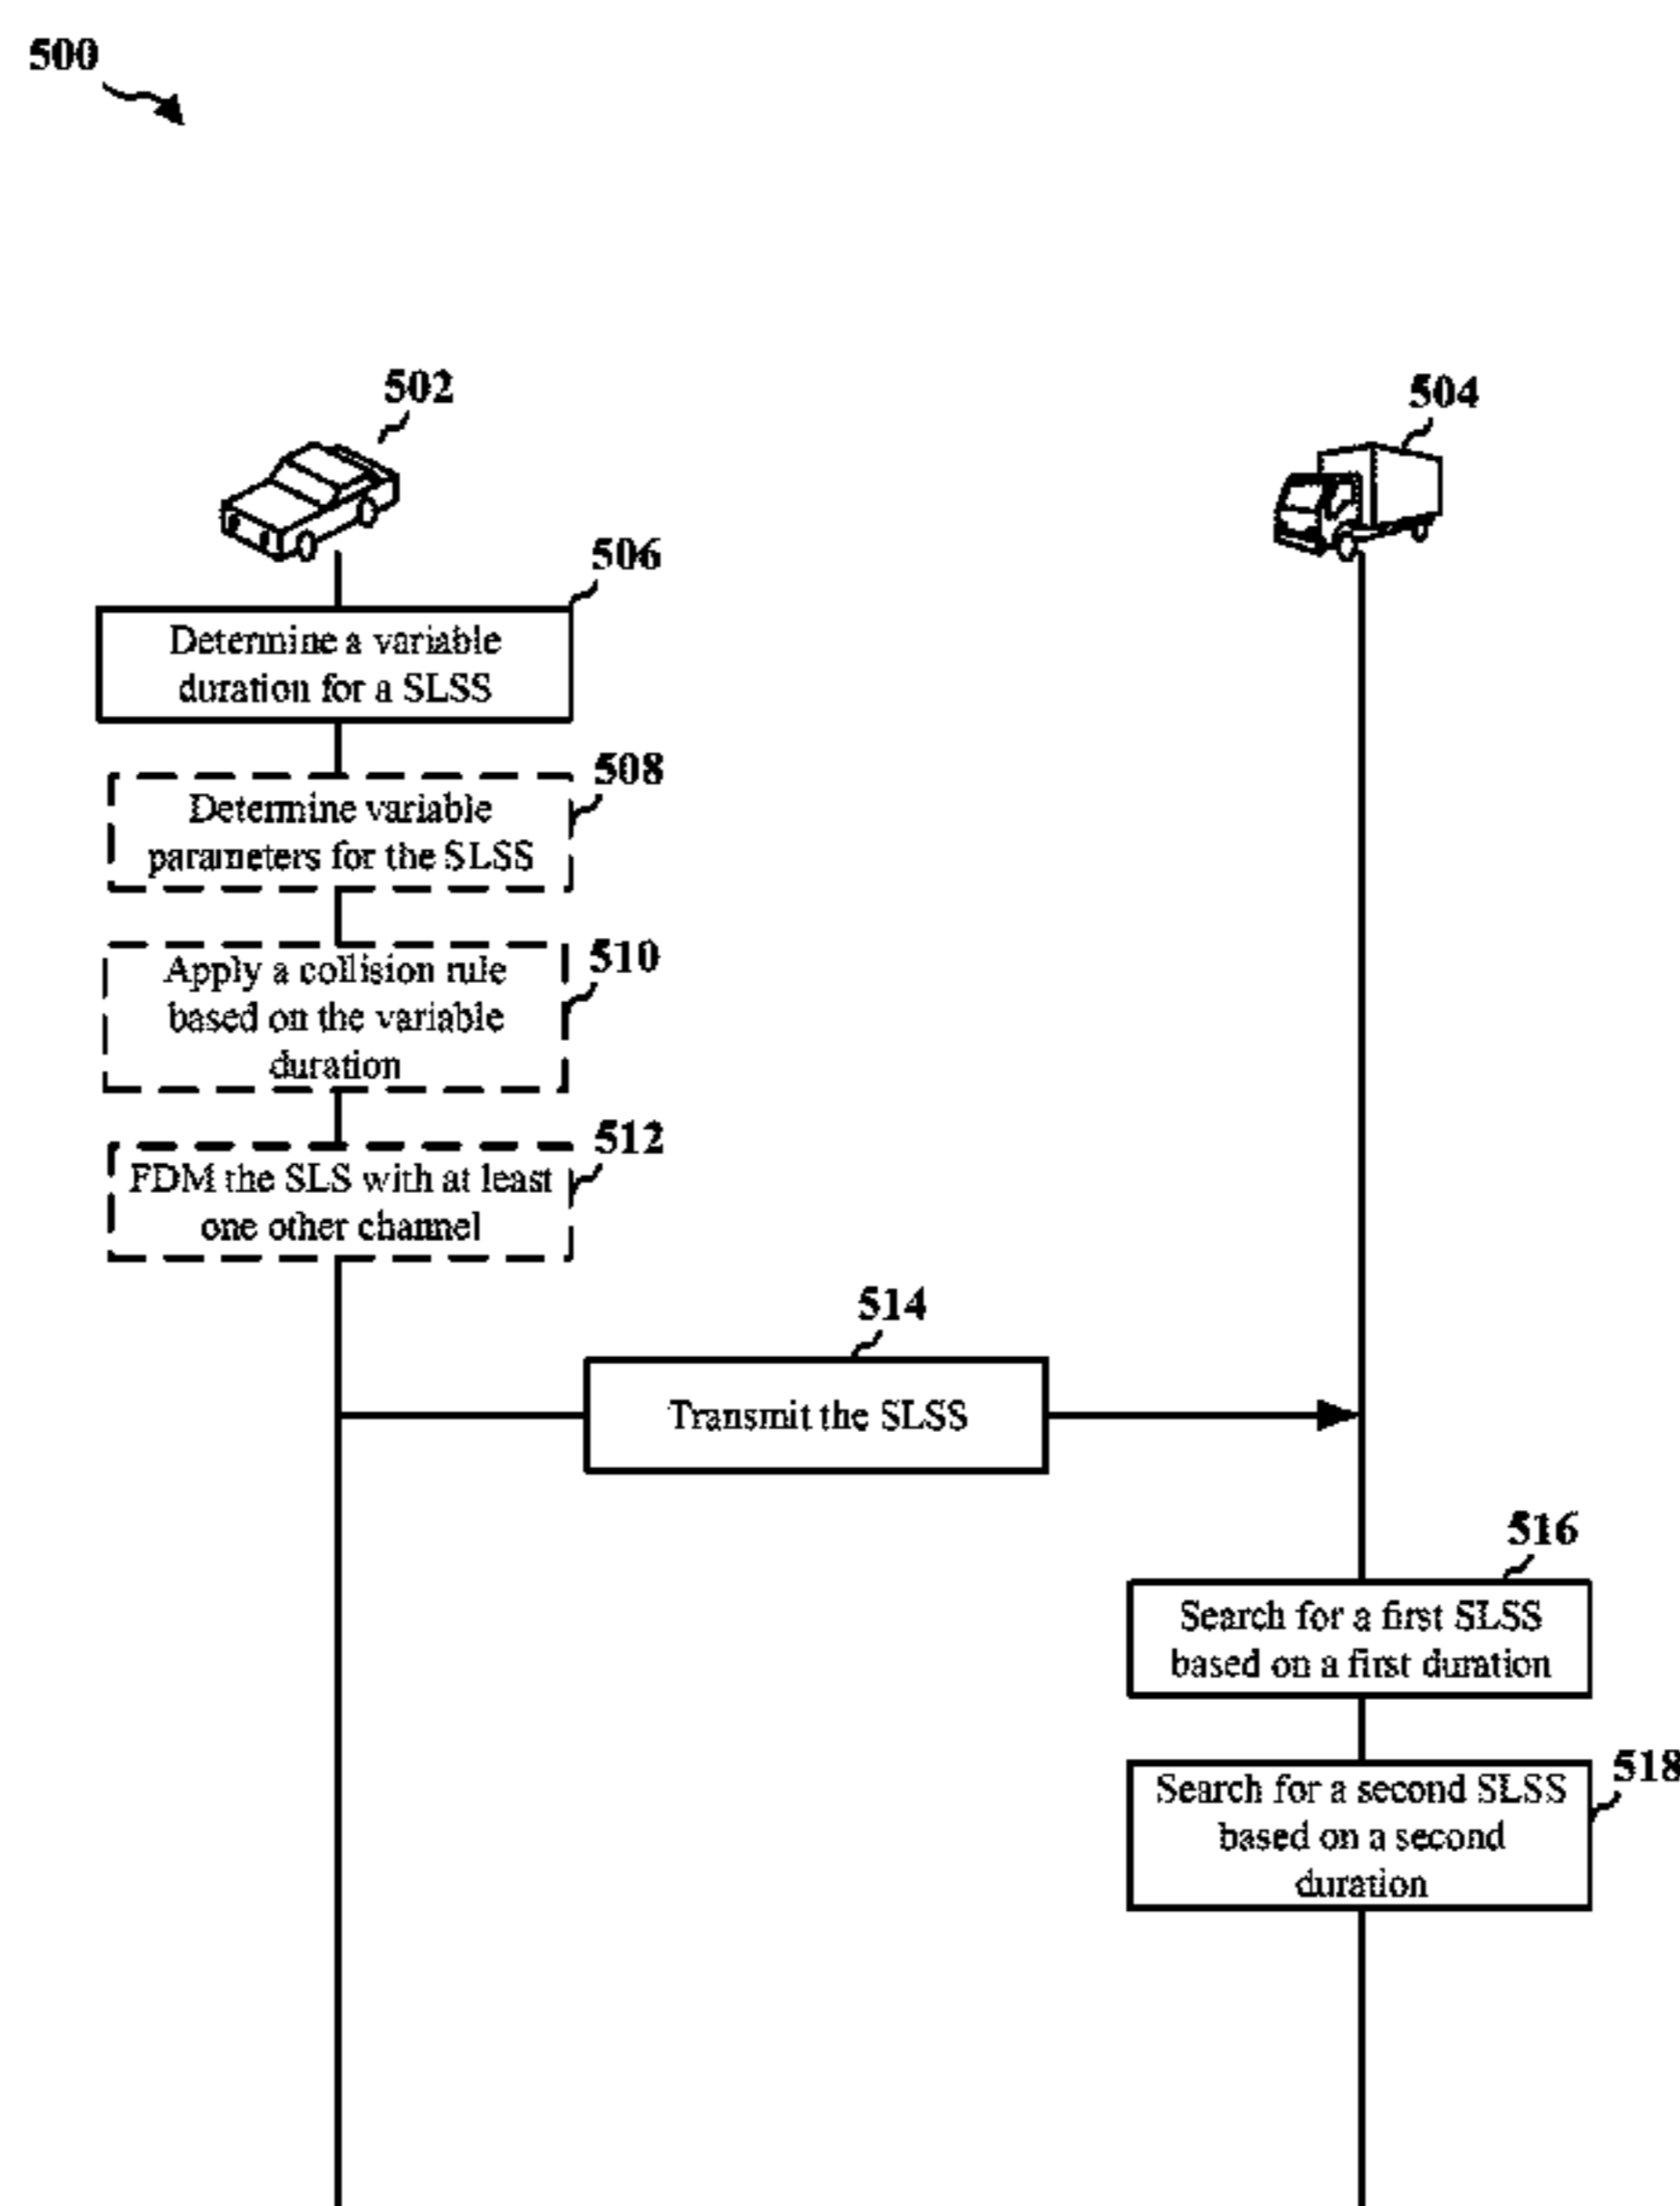 500
502
504
506
Determine a variable
duration for a SLSS
508
Determine variable
parameters for the SLSS
510
Apply a collision rule
based on the variable
duration
512
FDM the SLS with at least
one other channel
514
Transmit the SLSS
516
Search for a first SLSS
based on a first duration
518
Search for a second SLSS
based on a second
duration